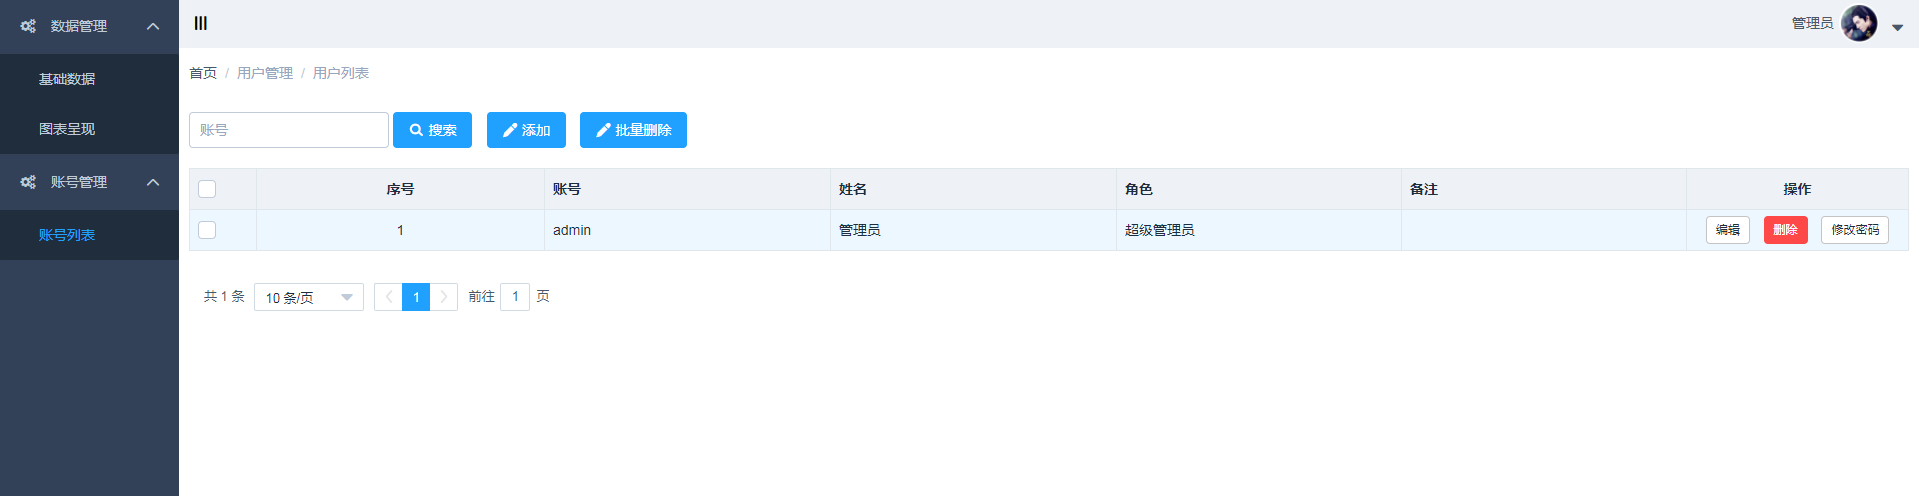 数据管理
基础数据
图表呈现
账号管理
账号列表
管理员
首页 / 用户管理 / 用户列表
账号 搜索 添加 批量删除
序号 账号 姓名 角色 备注 操作
1 admin 管理员 超级管理员 编辑 删除 修改密码
共 1 条 10 条/页 1 前往 1 页